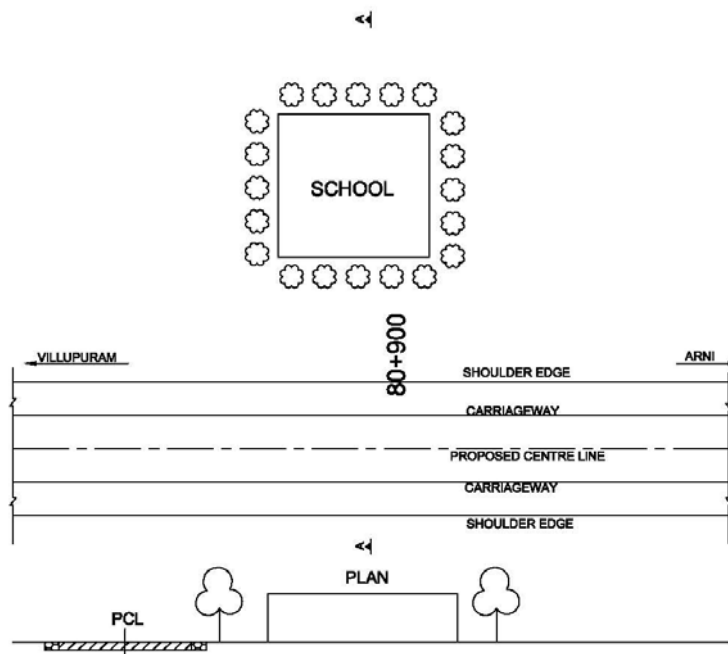 A
SCHOOL
80+900
VILLUPURAM
ARNI
SHOULDER EDGE
CARRIAGEWAY
PROPOSED CENTRE LINE
CARRIAGEWAY
SHOULDER EDGE
A
PLAN
PCL